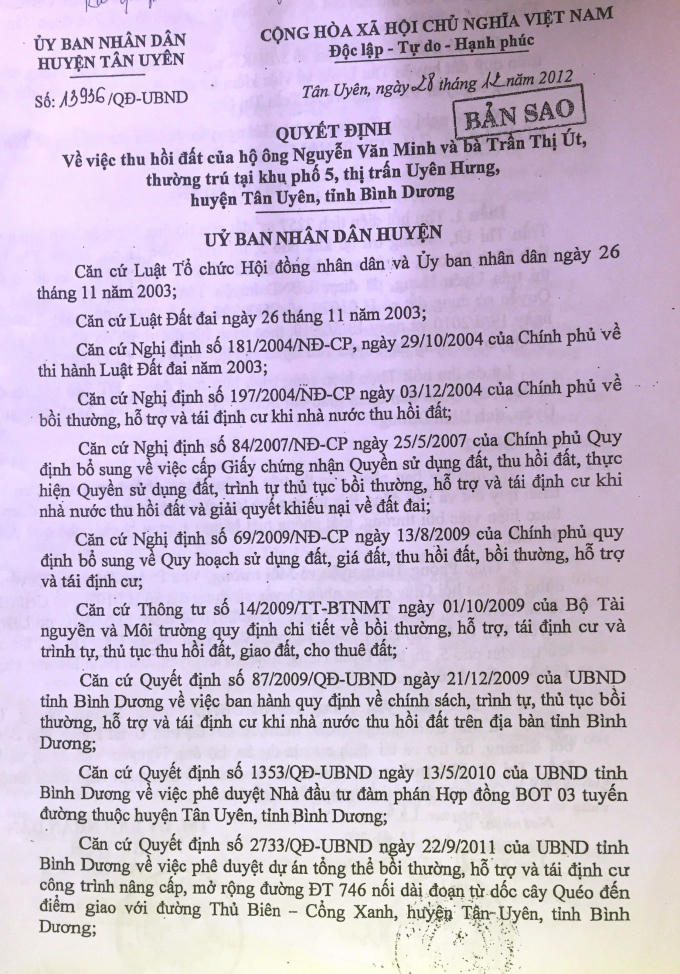 ỦY BAN NHÂN DÂN
HUYỆN TÂN UYÊN
Số: 13936/QĐ-UBND
CỘNG HÒA XÃ HỘI CHỦ NGHĨA VIỆT NAM
Độc lập - Tự do - Hạnh phúc
Tân Uyên, ngày 28 tháng 12 năm 2012
BẢN SAO
QUYẾT ĐỊNH
Về việc thu hồi đất của hộ ông Nguyễn Văn Minh và bà Trần Thị Út,
thường trú tại khu phố 5, thị trấn Uyên Hưng,
huyện Tân Uyên, tỉnh Bình Dương
UỶ BAN NHÂN DÂN HUYỆN
Căn cứ Luật Tổ chức Hội đồng nhân dân và Ủy ban nhân dân ngày 26
tháng 11 năm 2003;
Căn cứ Luật Đất đai ngày 26 tháng 11 năm 2003;
Căn cứ Nghị định số 181/2004/NĐ-CP, ngày 29/10/2004 của Chính phủ về
thi hành Luật Đất đai năm 2003;
Căn cứ Nghị định số 197/2004/NĐ-CP ngày 03/12/2004 của Chính phủ về
bồi thường, hỗ trợ và tái định cư khi nhà nước thu hồi đất;
Căn cứ Nghị định số 84/2007/NĐ-CP ngày 25/5/2007 của Chính phủ Quy
định bổ sung về việc cấp Giấy chứng nhận Quyền sử dụng đất, thu hồi đất, thực
hiện Quyền sử dụng đất, trình tự thủ tục bồi thường, hỗ trợ và tái định cư khi
nhà nước thu hồi đất và giải quyết khiếu nại về đất đai;
Căn cứ Nghị định số 69/2009/NĐ-CP ngày 13/8/2009 của Chính phủ quy
định bổ sung về Quy hoạch sử dụng đất, giá đất, thu hồi đất, bồi thường, hỗ trợ
và tái định cư;
Căn cứ Thông tư số 14/2009/TT-BTNMT ngày 01/10/2009 của Bộ Tài
nguyên và Môi trường quy định chi tiết về bồi thường, hỗ trợ, tái định cư và
trình tự, thủ tục thu hồi đất, giao đất, cho thuê đất;
Căn cứ Quyết định số 87/2009/QĐ-UBND ngày 21/12/2009 của UBND
tỉnh Bình Dương về việc ban hành quy định về chính sách, trình tự, thủ tục bồi
thường, hỗ trợ và tái định cư khi nhà nước thu hồi đất trên địa bàn tỉnh Bình
Dương;
Căn cứ Quyết định số 1353/QĐ-UBND ngày 13/5/2010 của UBND tỉnh
Bình Dương về việc phê duyệt Nhà đầu tư đàm phán Hợp đồng BOT 03 tuyến
đường thuộc huyện Tân Uyên, tỉnh Bình Dương;
Căn cứ Quyết định số 2733/QĐ-UBND ngày 22/9/2011 của UBND tỉnh
Bình Dương về việc phê duyệt dự án tổng thể bồi thường, hỗ trợ và tái định cư
công trình nâng cấp, mở rộng đường ĐT 746 nối dài đoạn từ dốc cây Quéo đến
điểm giao với đường Thủ Biên – Cổng Xanh, huyện Tân Uyên, tỉnh Bình
Dương;